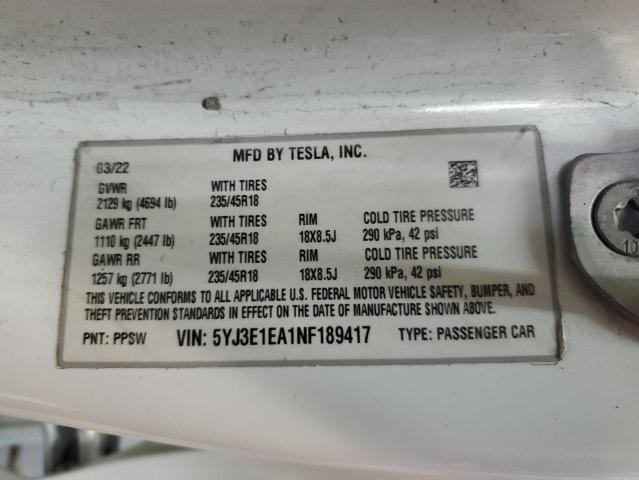 MFD BY TESLA, INC.
03/22
GVWR WITH TIRES
2129 kg (4694 lb) 235/45R18
GAWR FRT WITH TIRES RIM COLD TIRE PRESSURE
1110 kg (2447 lb) 235/45R18 18X8.5J 290 kPa, 42 psi
GAWR RR WITH TIRES RIM COLD TIRE PRESSURE
1257 kg (2771 lb) 235/45R18 18X8.5J 290 kPa, 42 psi
THIS VEHICLE CONFORMS TO ALL APPLICABLE U.S. FEDERAL MOTOR VEHICLE SAFETY, BUMPER, AND
THEFT PREVENTION STANDARDS IN EFFECT ON THE DATE OF MANUFACTURE SHOWN ABOVE.
PNT: PPSW VIN: 5YJ3E1EA1NF189417 TYPE: PASSENGER CAR
10